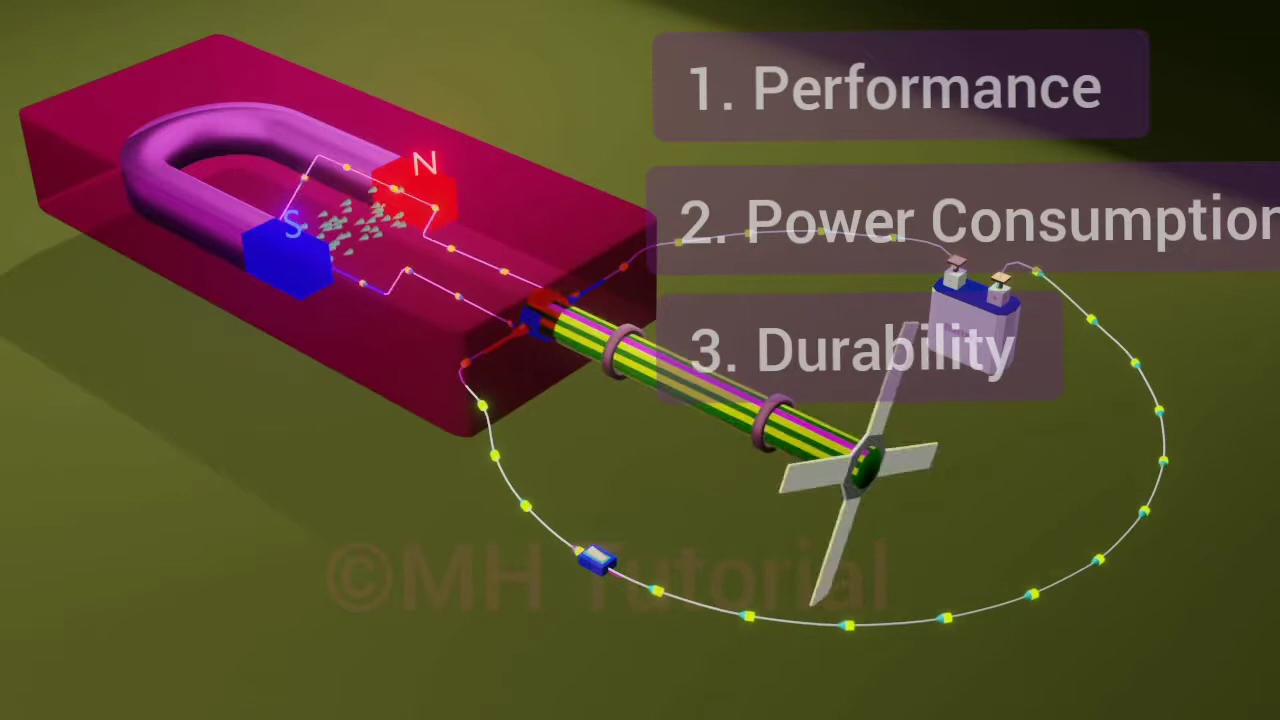 1. Performance
N
2. Power Consumption
S
3. Durability
©MH Tutorial